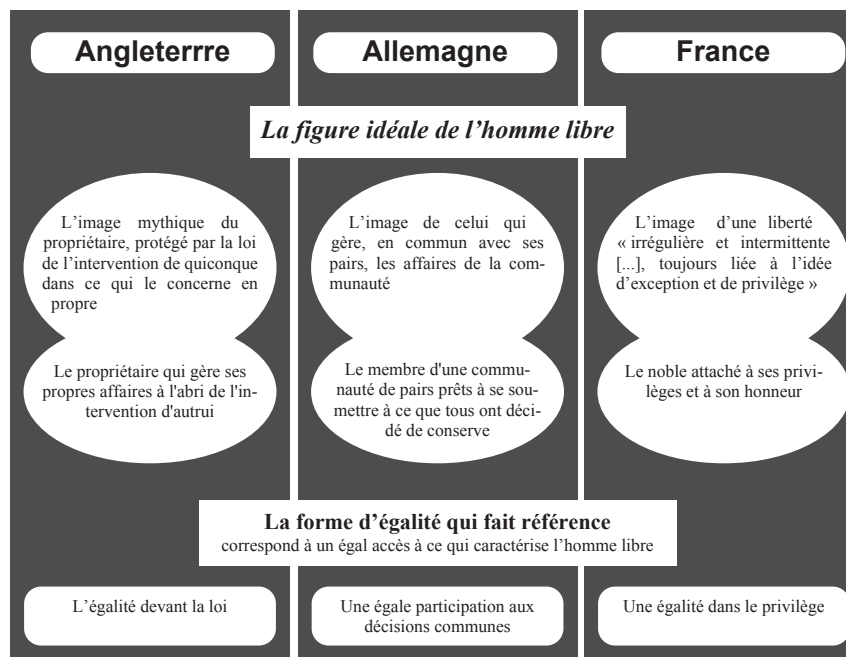 Angleterrre
Allemagne
France
La figure idéale de l'homme libre
L'image mythique du
propriétaire, protégé par la loi
de l'intervention de quiconque
dans ce qui le concerne en
propre
L'image de celui qui
gère, en commun avec ses
pairs, les affaires de la com-
munauté
L'image d'une liberté
« irrégulière et intermittente
[...], toujours liée à l'idée
d'exception et de privilège »
Le propriétaire qui gère ses
propres affaires à l'abri de l'in-
tervention d'autrui
Le membre d'une commu-
nauté de pairs prêts à se sou-
mettre à ce que tous ont déci-
dé de conserve
Le noble attaché à ses privi-
lèges et à son honneur
La forme d'égalité qui fait référence
correspond à un égal accès à ce qui caractérise l'homme libre
L'égalité devant la loi
Une égale participation aux
décisions communes
Une égalité dans le privilège